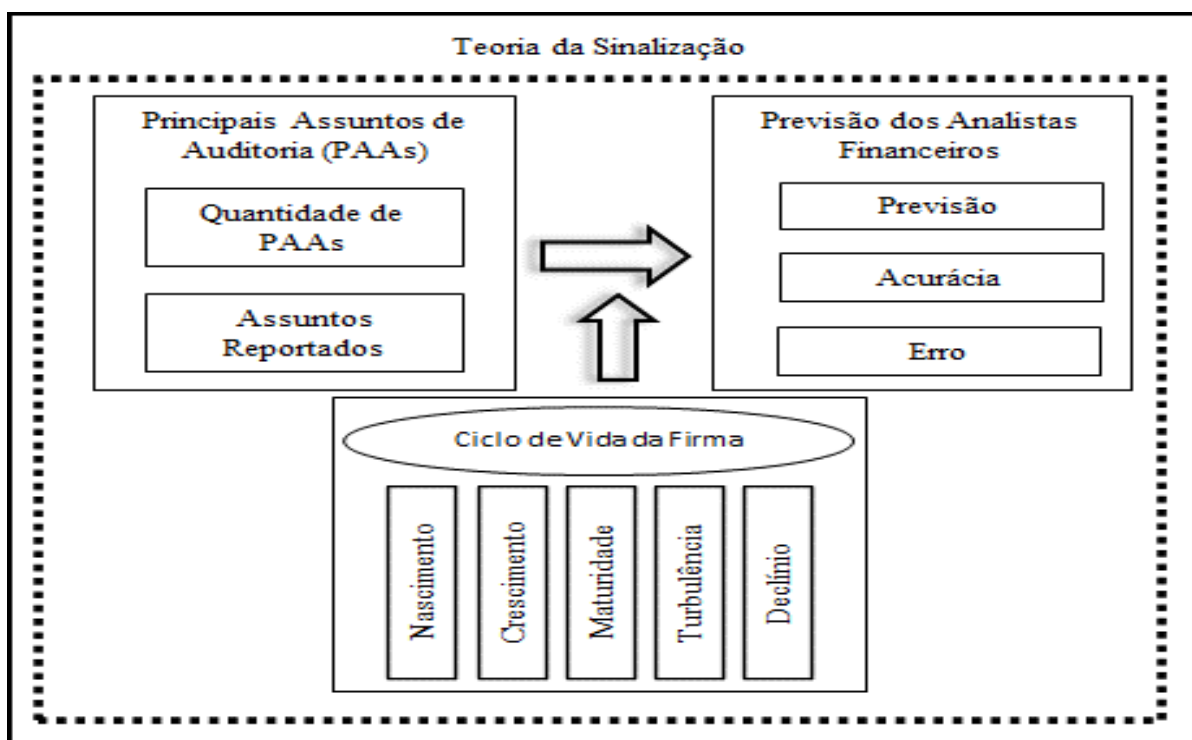 Teoria da Sinalização
Principais Assuntos de
Auditoria (PAAs)
Quantidade de
PAAs
Assuntos
Reportados
Previsão dos Analistas
Financeiros
Previsão
Acurácia
Erro
Ciclo de Vida da Firma
Nascimento
Crescimento
Maturidade
Turbulência
Declínio